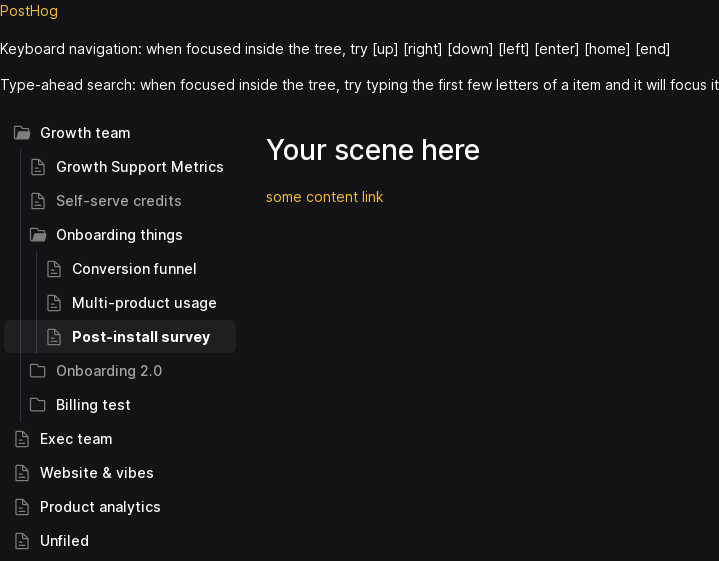 PostHog
Keyboard navigation: when focused inside the tree, try [up] [right] [down] [left] [enter] [home] [end]
Type-ahead search: when focused inside the tree, try typing the first few letters of a item and it will focus it
Growth team
Growth Support Metrics
Self-serve credits
Onboarding things
Conversion funnel
Multi-product usage
Post-install survey
Onboarding 2.0
Billing test
Exec team
Website & vibes
Product analytics
Unfiled
Your scene here
some content link